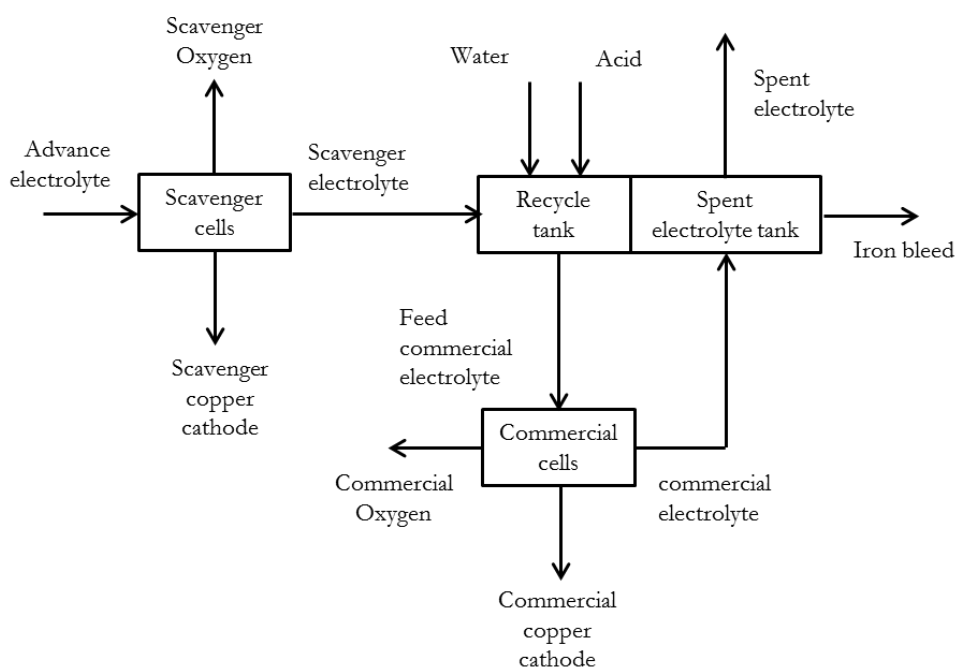 Scavenger
Oxygen
Water
Acid
Spent
electrolyte
Advance
electrolyte
Scavenger
electrolyte
Scavenger
cells
Recycle
tank
Spent
electrolyte tank
Iron bleed
Feed
commercial
electrolyte
Scavenger
copper
cathode
Commercial
cells
Commercial
Oxygen
commercial
electrolyte
Commercial
copper
cathode